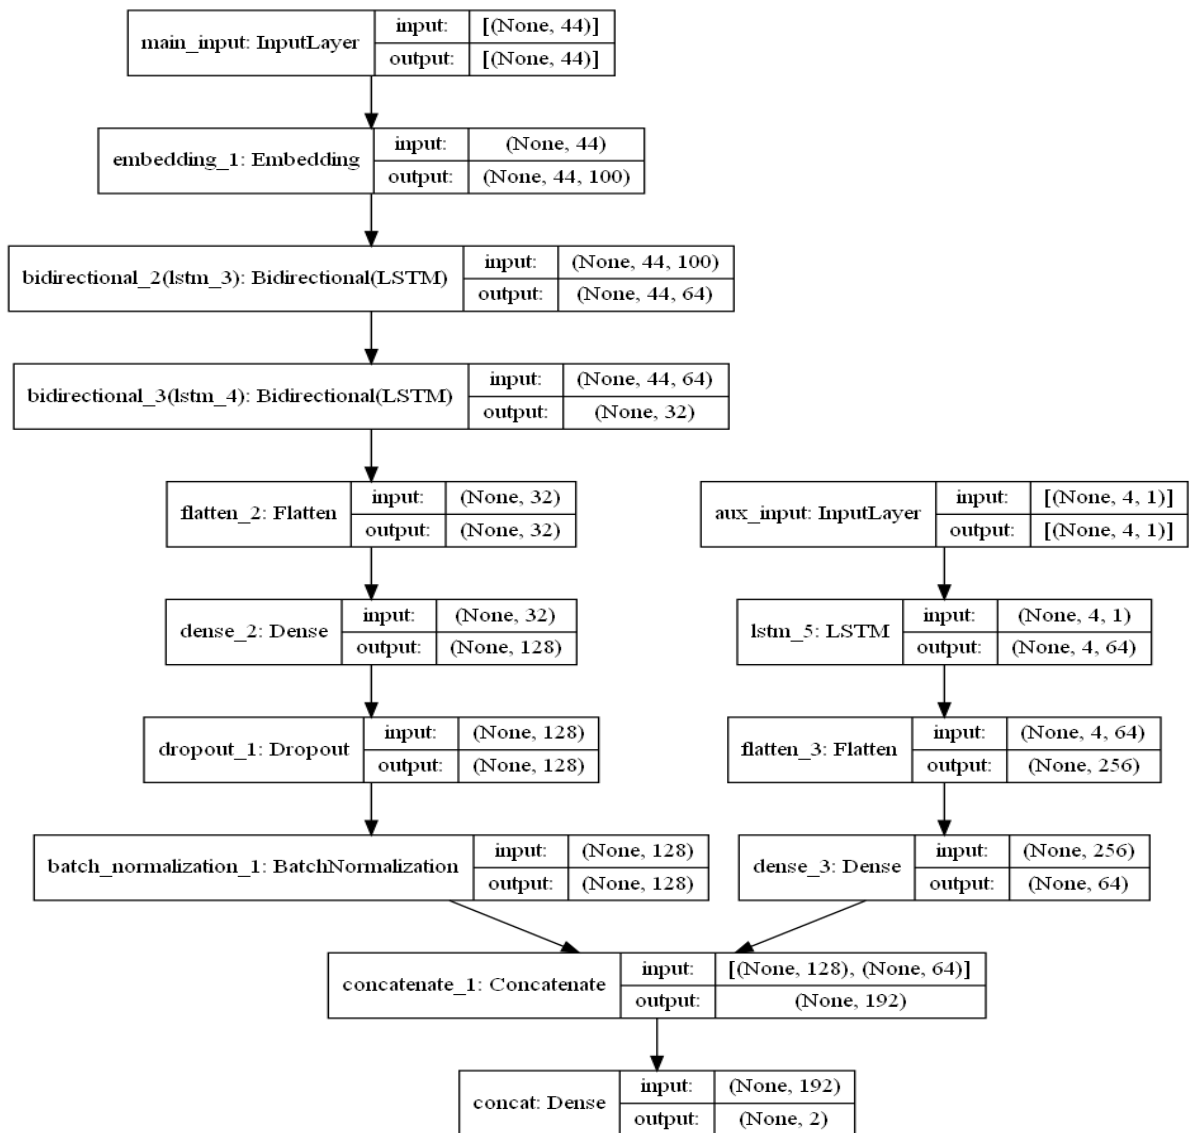 main_input: InputLayer
input: [(None, 44)]
output: [(None, 44)]
embedding_1: Embedding
input: (None, 44)
output: (None, 44, 100)
bidirectional_2(lstm_3): Bidirectional(LSTM)
input: (None, 44, 100)
output: (None, 44, 64)
bidirectional_3(lstm_4): Bidirectional(LSTM)
input: (None, 44, 64)
output: (None, 32)
flatten_2: Flatten
input: (None, 32)
output: (None, 32)
aux_input: InputLayer
input: [(None, 4, 1)]
output: [(None, 4, 1)]
dense_2: Dense
input: (None, 32)
output: (None, 128)
lstm_5: LSTM
input: (None, 4, 1)
output: (None, 4, 64)
dropout_1: Dropout
input: (None, 128)
output: (None, 128)
flatten_3: Flatten
input: (None, 4, 64)
output: (None, 256)
batch_normalization_1: BatchNormalization
input: (None, 128)
output: (None, 128)
dense_3: Dense
input: (None, 256)
output: (None, 64)
concatenate_1: Concatenate
input: [(None, 128), (None, 64)]
output: (None, 192)
concat: Dense
input: (None, 192)
output: (None, 2)